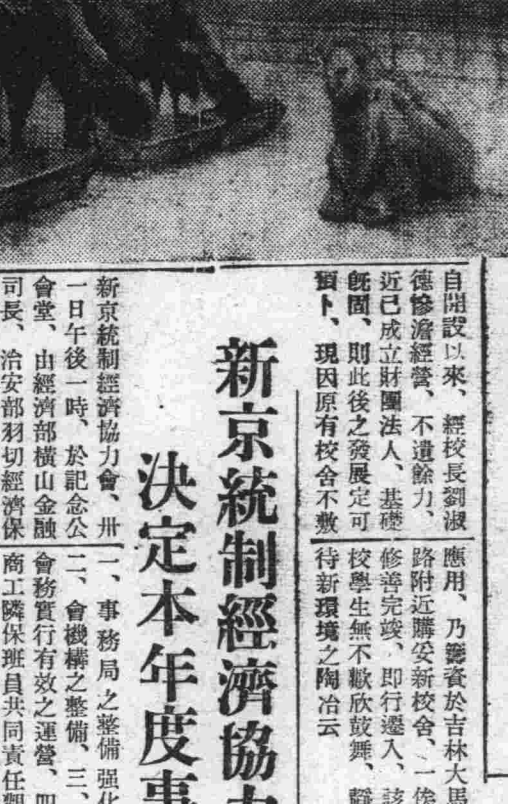 自開設以來、經校長劉淑
德慘澹經營、不遺餘力、
近已成立財團法人、基礎
旣固、則此後之發展定可
預卜、現因原有校舍不敷
應用、乃籌資於吉林大馬
路附近購妥新校舍、一俟
修善完竣、即行遷入、該
校學生無不歡欣鼓舞、靜
待新環境之陶冶云
新京統制經濟協力
決定本年度事
新京統制經濟協力會、卅
一日午後一時、於記念公
會堂、由經濟部橫山金融
司長、治安部羽切經濟保
一、事務局之整備强化
二、會機構之整備、三、
會務實行有效之運營、四
商工隣保班員共同責任觀